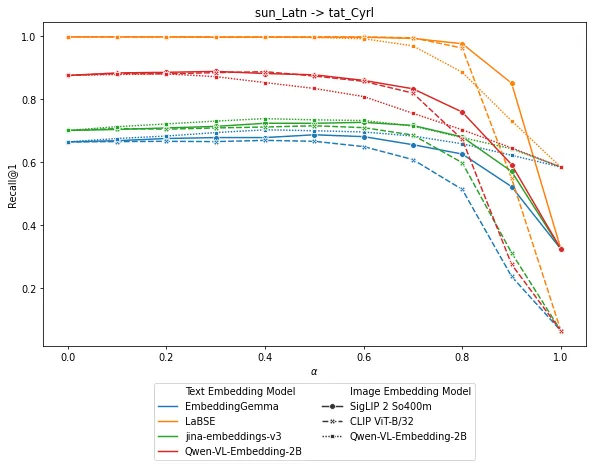 sun_Latn -> tat_Cyrl
Recall@1
1.0
0.8
0.6
0.4
0.2
0.0 0.2 0.4 0.6 0.8 1.0
α
Text Embedding Model
EmbeddingGemma
LaBSE
jina-embeddings-v3
Qwen-VL-Embedding-2B
Image Embedding Model
SigLIP 2 So400m
CLIP ViT-B/32
Qwen-VL-Embedding-2B